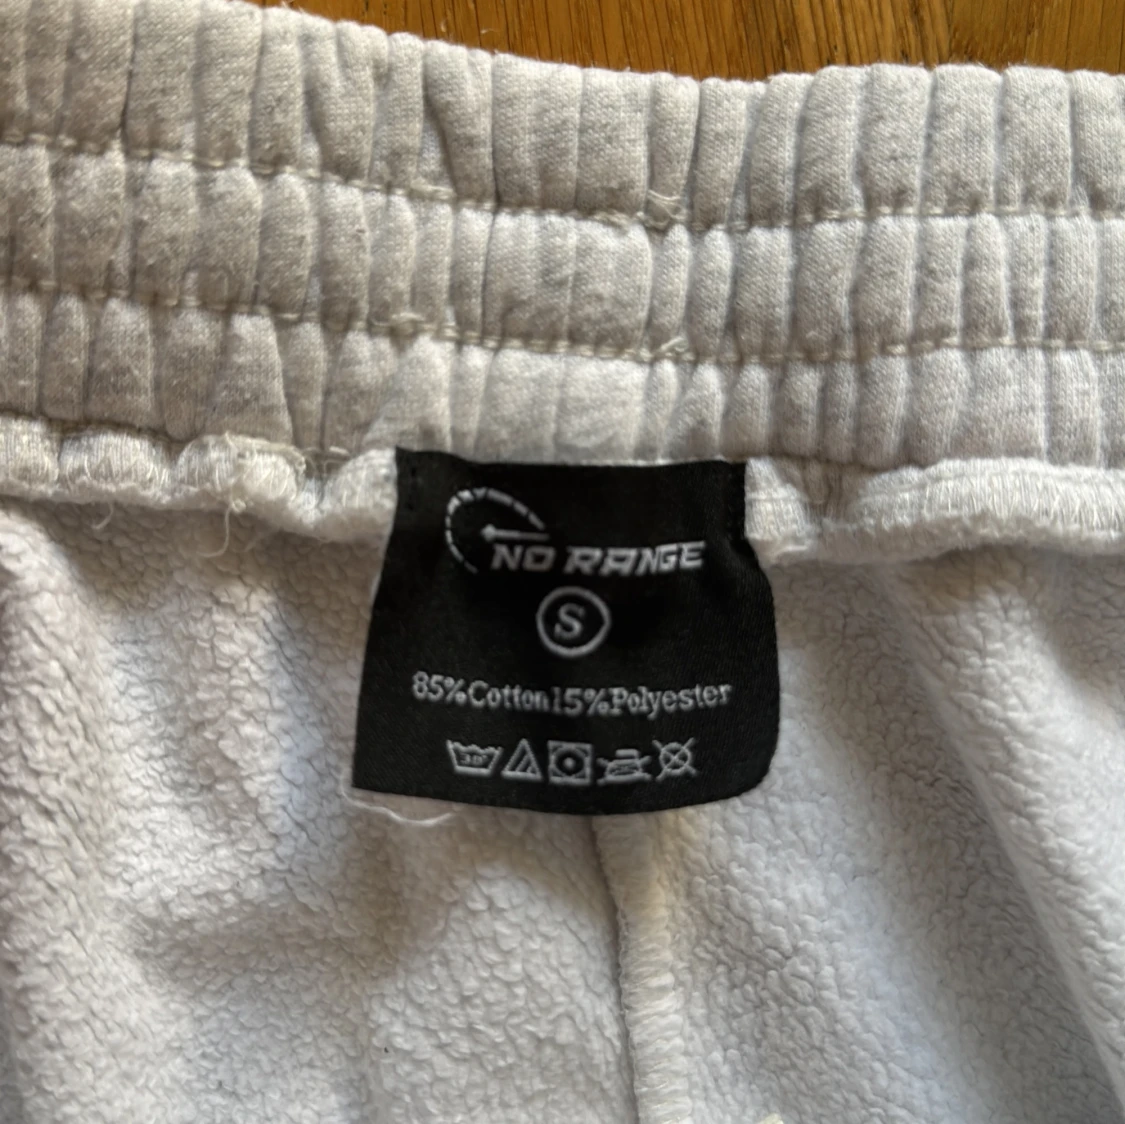 NO RANGE
S
85%Cotton15%Polyester
30°